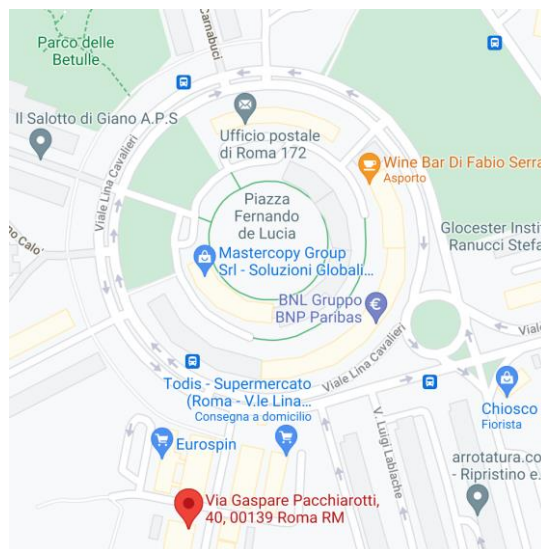 Carnabuci
Parco delle
Betulle
Il Salotto di Giano A.P.S
Ufficio postale
di Roma 172
Wine Bar Di Fabio Serra
Asporto
Viale Lina Cavalieri
Piazza
Fernando
de Lucia
Glocester Insti
Ranucci Stefa
no Calo'
Mastercopy Group
Srl - Soluzioni Globali...
BNL Gruppo
BNP Paribas
Viale Lina Cavalieri
Viale
Todis - Supermercato
(Roma - V.le Lina...
Consegna a domicilio
Chiosco
Fiorista
Eurospin
V. Luigi Lablache
arrotatura.co
- Ripristino e.
Via Gaspare Pacchiarotti,
40, 00139 Roma RM